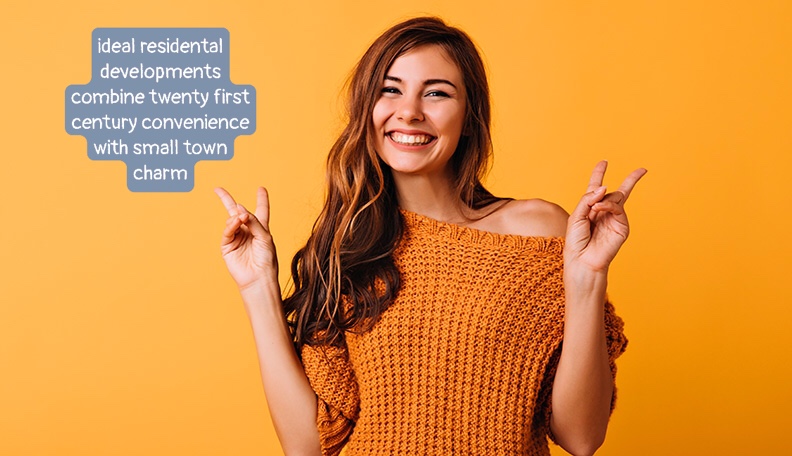 ideal residental
developments
combine twenty first
century convenience
with small town
charm